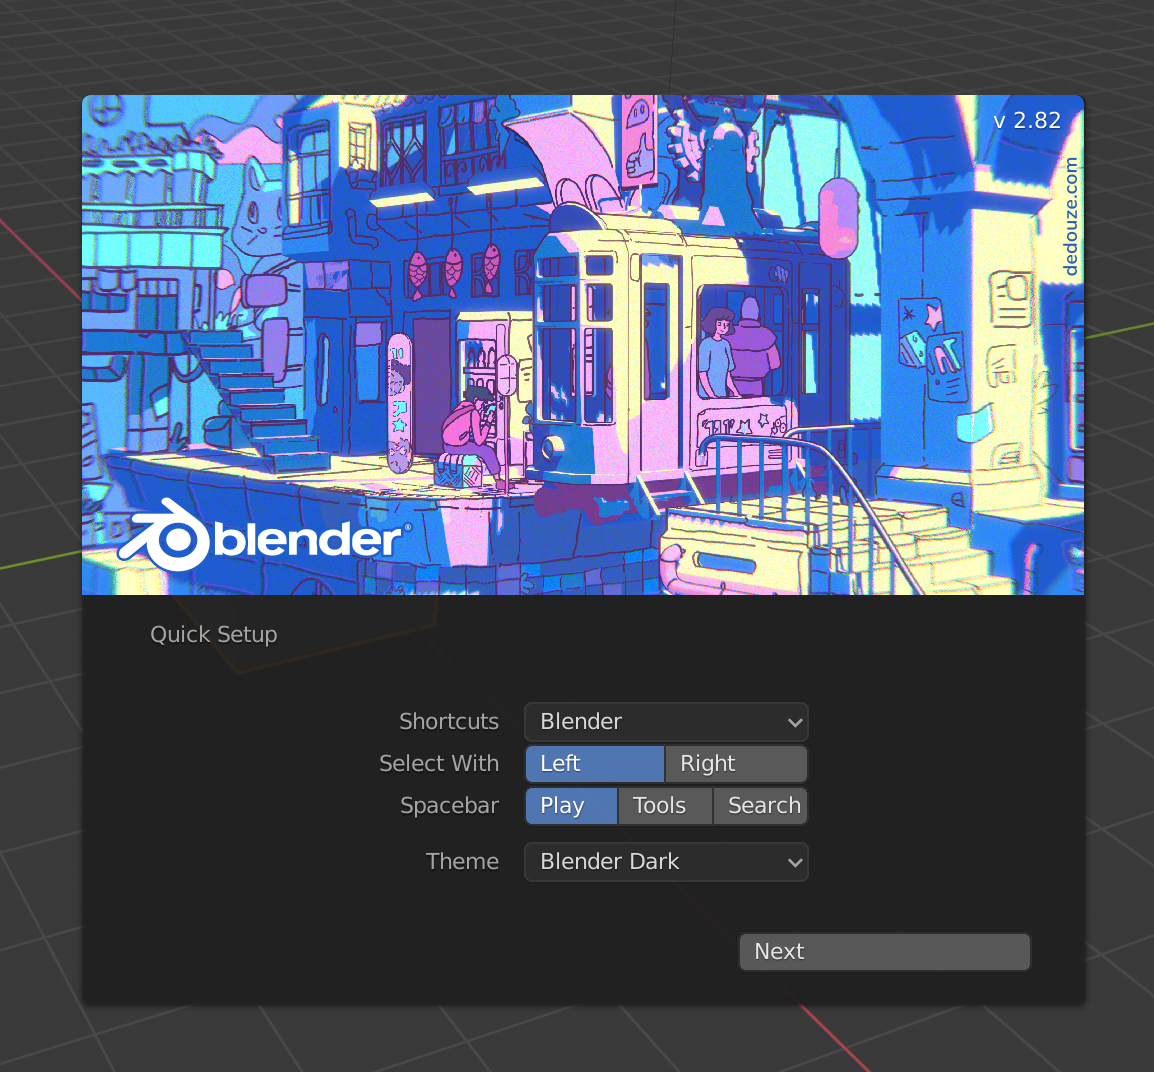 v 2.82
dedouze.com
blender®
Quick Setup
Shortcuts Blender
Select With Left Right
Spacebar Play Tools Search
Theme Blender Dark
Next